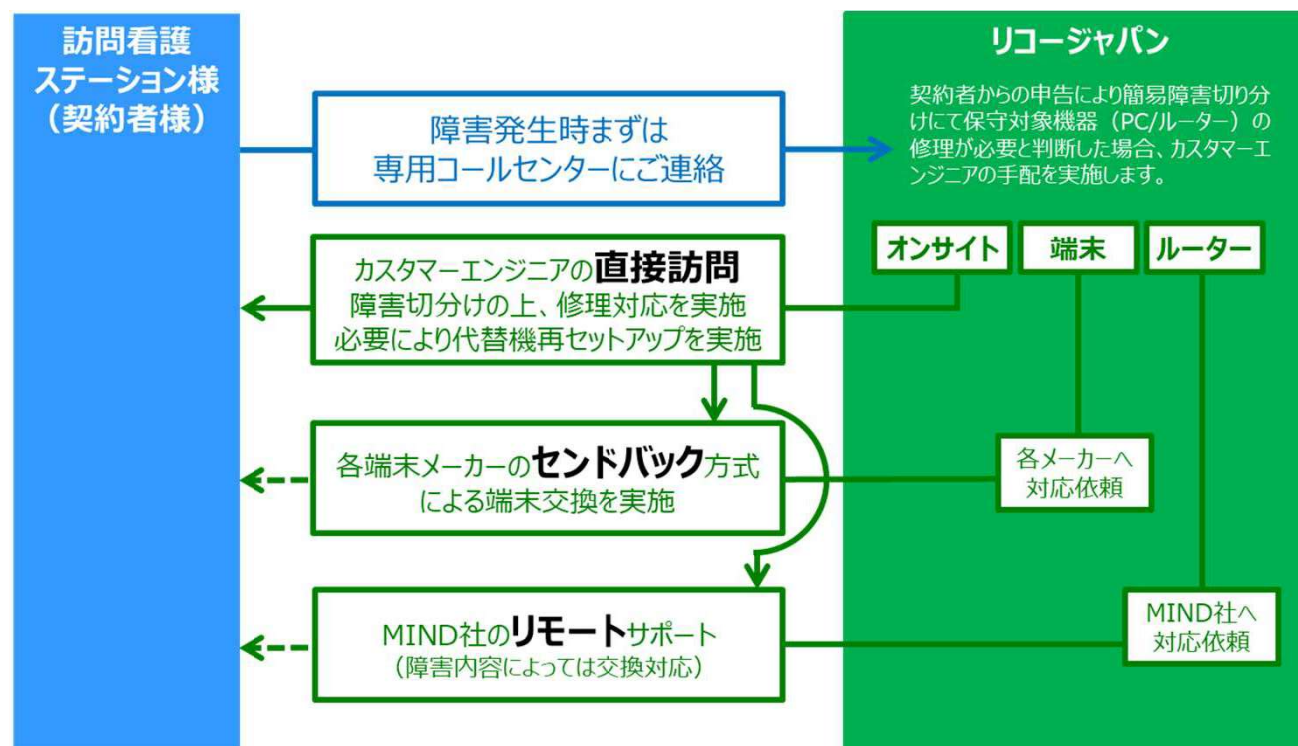 訪問看護
ステーション様
（契約者様）
障害発生時まずは
専用コールセンターにご連絡
リコージャパン
契約者からの申告により簡易障害切り分
けにて保守対象機器（PC/ルーター）の
修理が必要と判断した場合、カスタマーエ
ンジニアの手配を実施します。
オンサイト
端末
ルーター
カスタマーエンジニアの直接訪問
障害切分けの上、修理対応を実施
必要により代替機再セットアップを実施
各端末メーカーのセンドバック方式
による端末交換を実施
各メーカーへ
対応依頼
MIND社のリモートサポート
（障害内容によっては交換対応）
MIND社へ
対応依頼